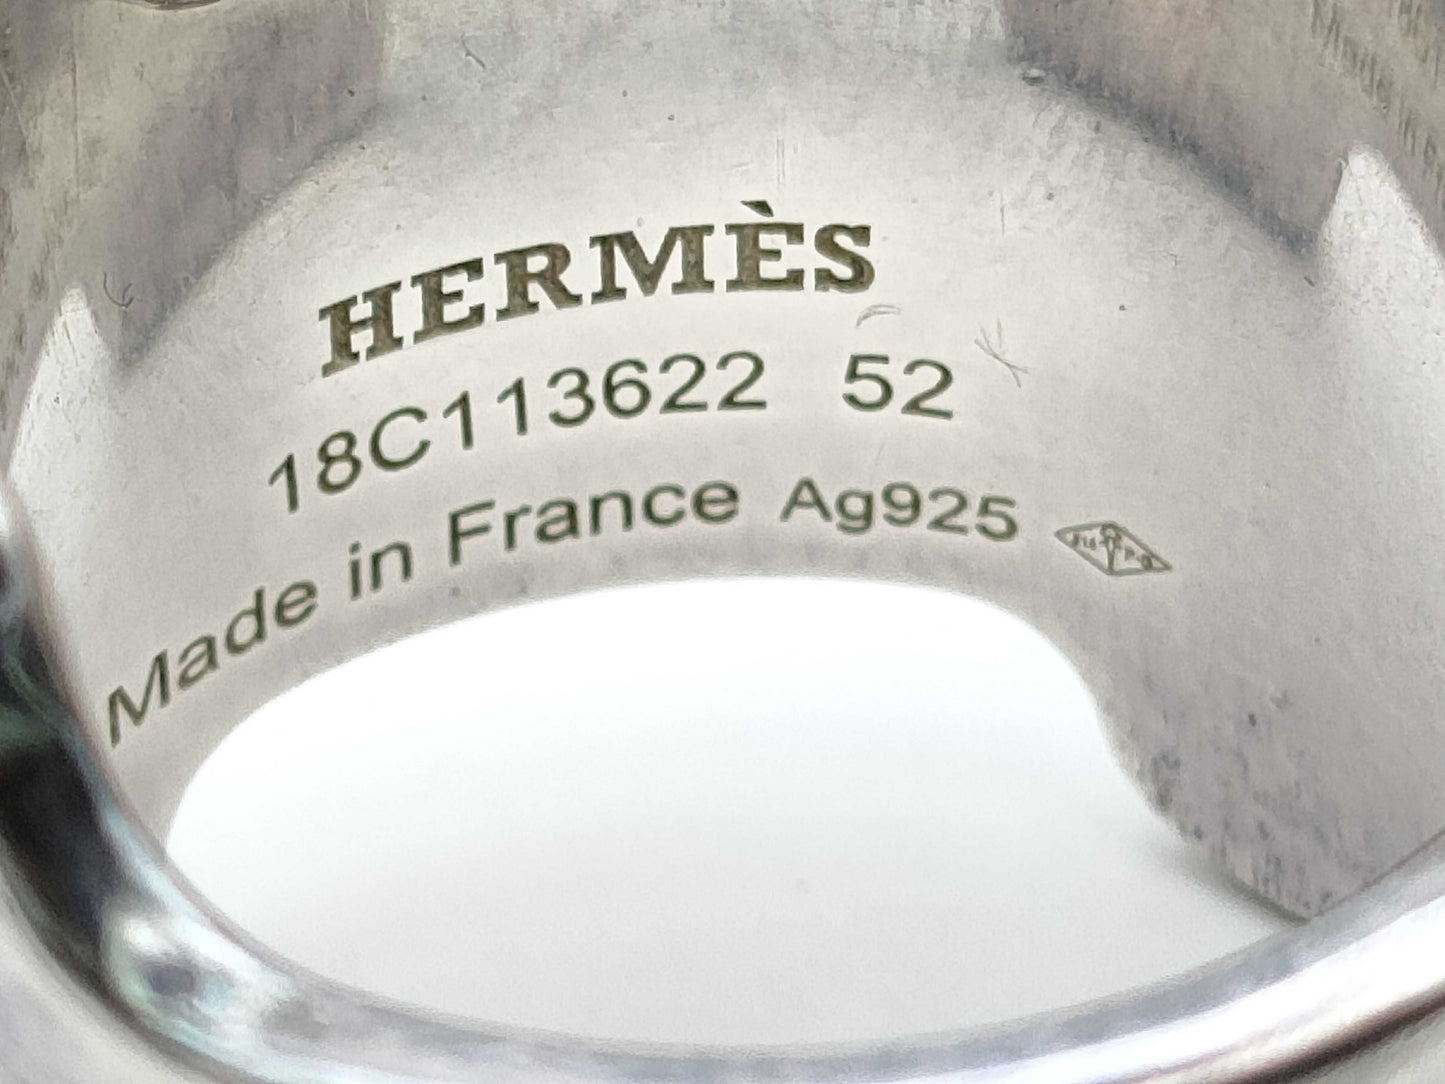 HERMÈS
18C113622 52
Made in France Ag925